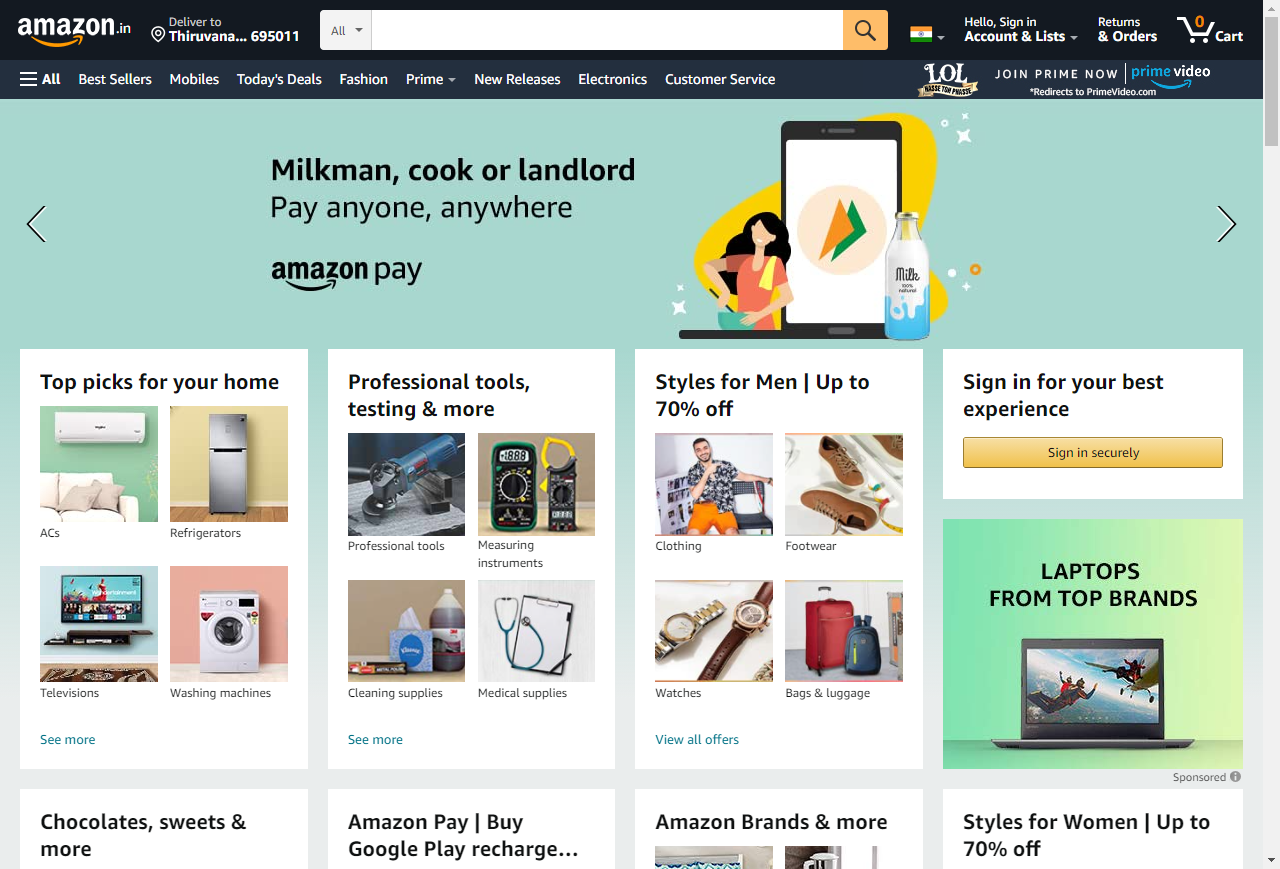 amazon.in
Deliver to
Thiruvana... 695011
All
Hello, Sign in
Account & Lists
Returns
& Orders
0
Cart
All
Best Sellers
Mobiles
Today's Deals
Fashion
Prime
New Releases
Electronics
Customer Service
LOL
HASSE TOH PHASSE
JOIN PRIME NOW
prime video
*Redirects to PrimeVideo.com
Milkman, cook or landlord
Pay anyone, anywhere
amazon pay
Milk
100%
natural
Top picks for your home
ACs
Refrigerators
Televisions
Washing machines
See more
Professional tools,
testing & more
Professional tools
Measuring
instruments
Cleaning supplies
Medical supplies
See more
Styles for Men | Up to
70% off
Clothing
Footwear
Watches
Bags & luggage
View all offers
Sign in for your best
experience
Sign in securely
LAPTOPS
FROM TOP BRANDS
Sponsored
Chocolates, sweets &
more
Amazon Pay | Buy
Google Play recharge...
Amazon Brands & more
Styles for Women | Up to
70% off